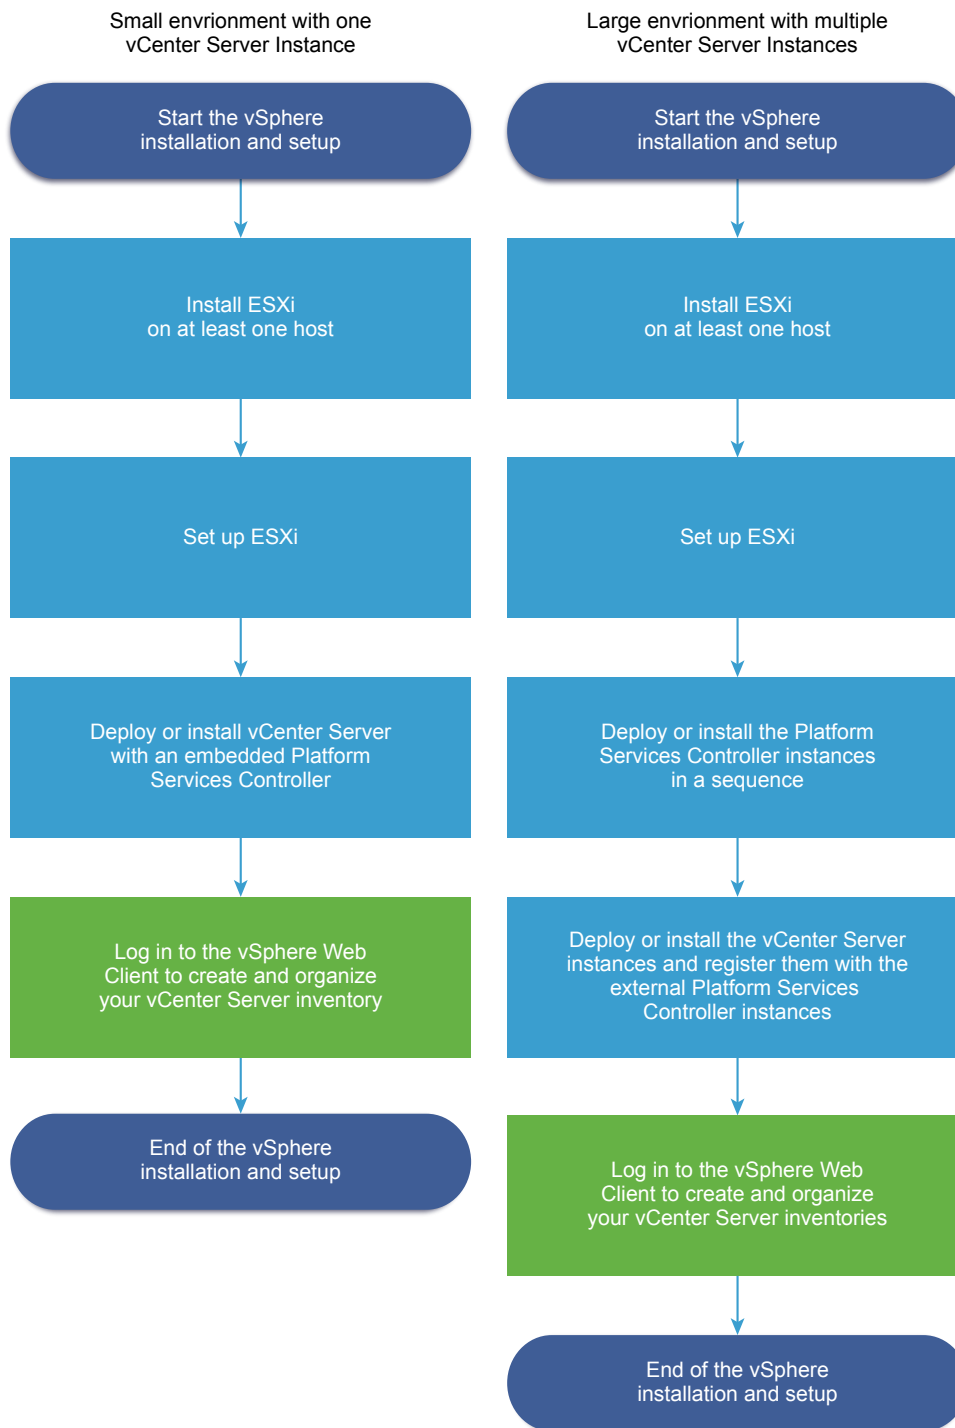 Small envrionment with one
vCenter Server Instance
Start the vSphere
installation and setup
Install ESXi
on at least one host
Set up ESXi
Deploy or install vCenter Server
with an embedded Platform
Services Controller
Log in to the vSphere Web
Client to create and organize
your vCenter Server inventory
End of the vSphere
installation and setup
Large envrionment with multiple
vCenter Server Instances
Start the vSphere
installation and setup
Install ESXi
on at least one host
Set up ESXi
Deploy or install the Platform
Services Controller instances
in a sequence
Deploy or install the vCenter Server
instances and register them with the
external Platform Services
Controller instances
Log in to the vSphere Web
Client to create and organize
your vCenter Server inventories
End of the vSphere
installation and setup